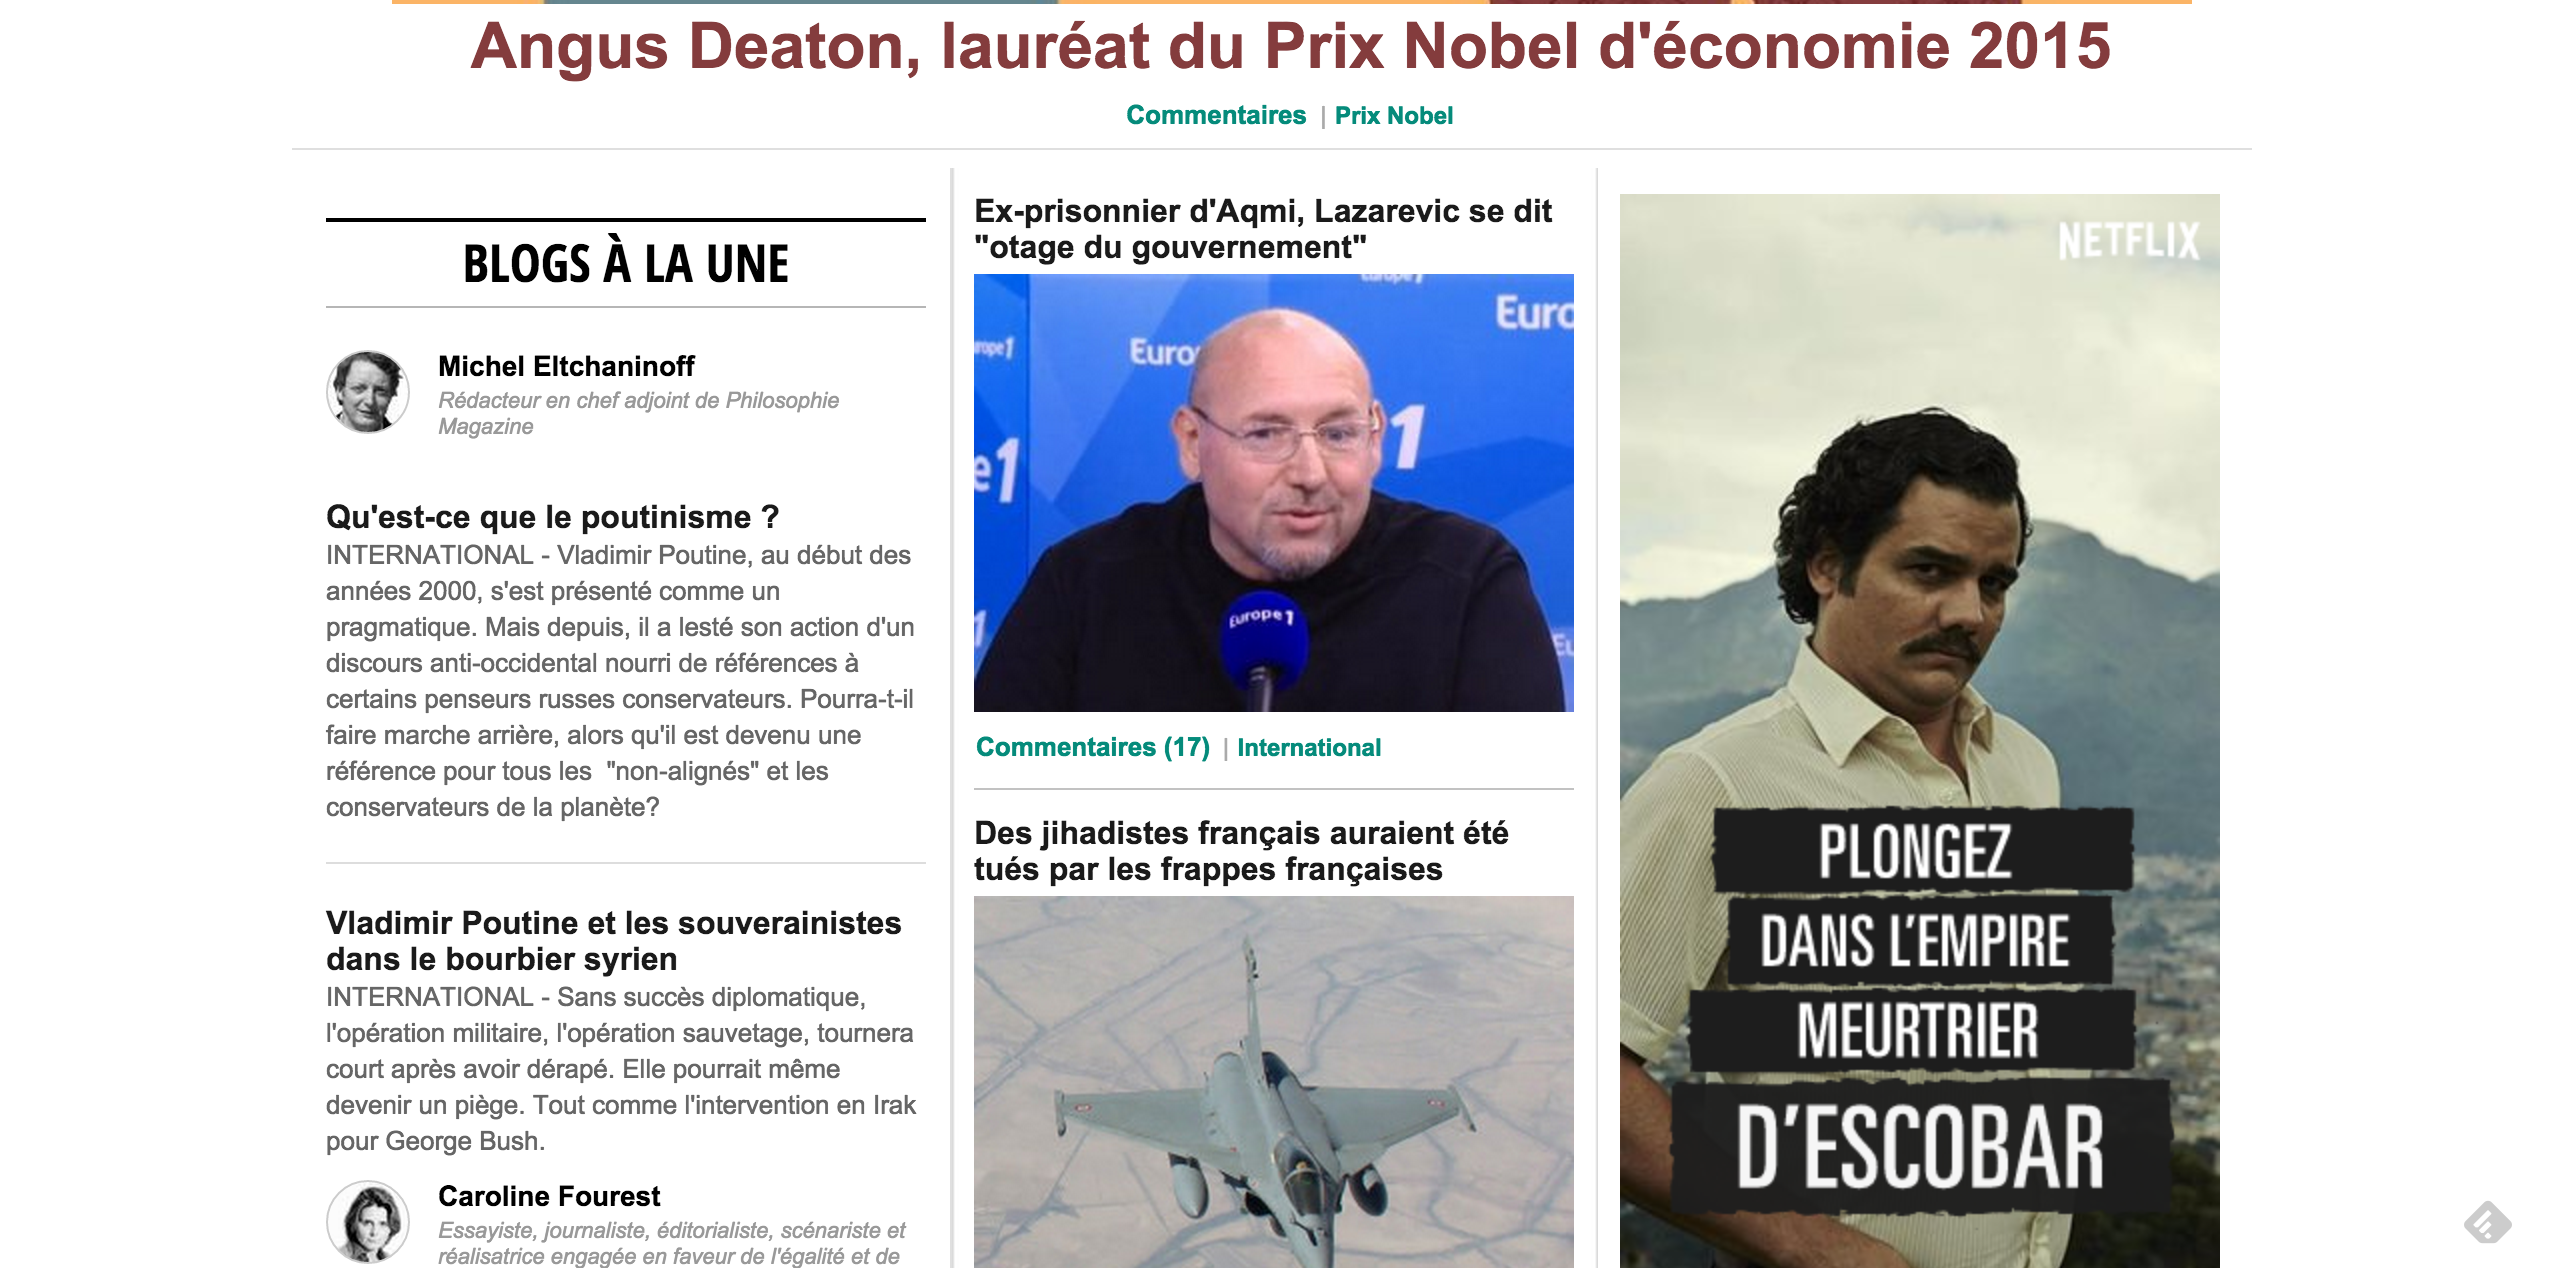 Angus Deaton, lauréat du Prix Nobel d'économie 2015
Commentaires | Prix Nobel
BLOGS À LA UNE
Michel Eltchaninoff
Rédacteur en chef adjoint de Philosophie
Magazine
Qu'est-ce que le poutinisme ?
INTERNATIONAL - Vladimir Poutine, au début des
années 2000, s'est présenté comme un
pragmatique. Mais depuis, il a lesté son action d'un
discours anti-occidental nourri de références à
certains penseurs russes conservateurs. Pourra-t-il
faire marche arrière, alors qu'il est devenu une
référence pour tous les "non-alignés" et les
conservateurs de la planète?
Vladimir Poutine et les souverainistes
dans le bourbier syrien
INTERNATIONAL - Sans succès diplomatique,
l'opération militaire, l'opération sauvetage, tournera
court après avoir dérapé. Elle pourrait même
devenir un piège. Tout comme l'intervention en Irak
pour George Bush.
Caroline Fourest
Essayiste, journaliste, éditorialiste, scénariste et
réalisatrice engagée en faveur de l'égalité et de
Ex-prisonnier d'Aqmi, Lazarevic se dit
"otage du gouvernement"
europe1
Euro
rope1
Euro
1
e1
Europe1
Eu
Commentaires (17) | International
Des jihadistes français auraient été
tués par les frappes françaises
NETFLIX
PLONGEZ
DANS L'EMPIRE
MEURTRIER
D'ESCOBAR